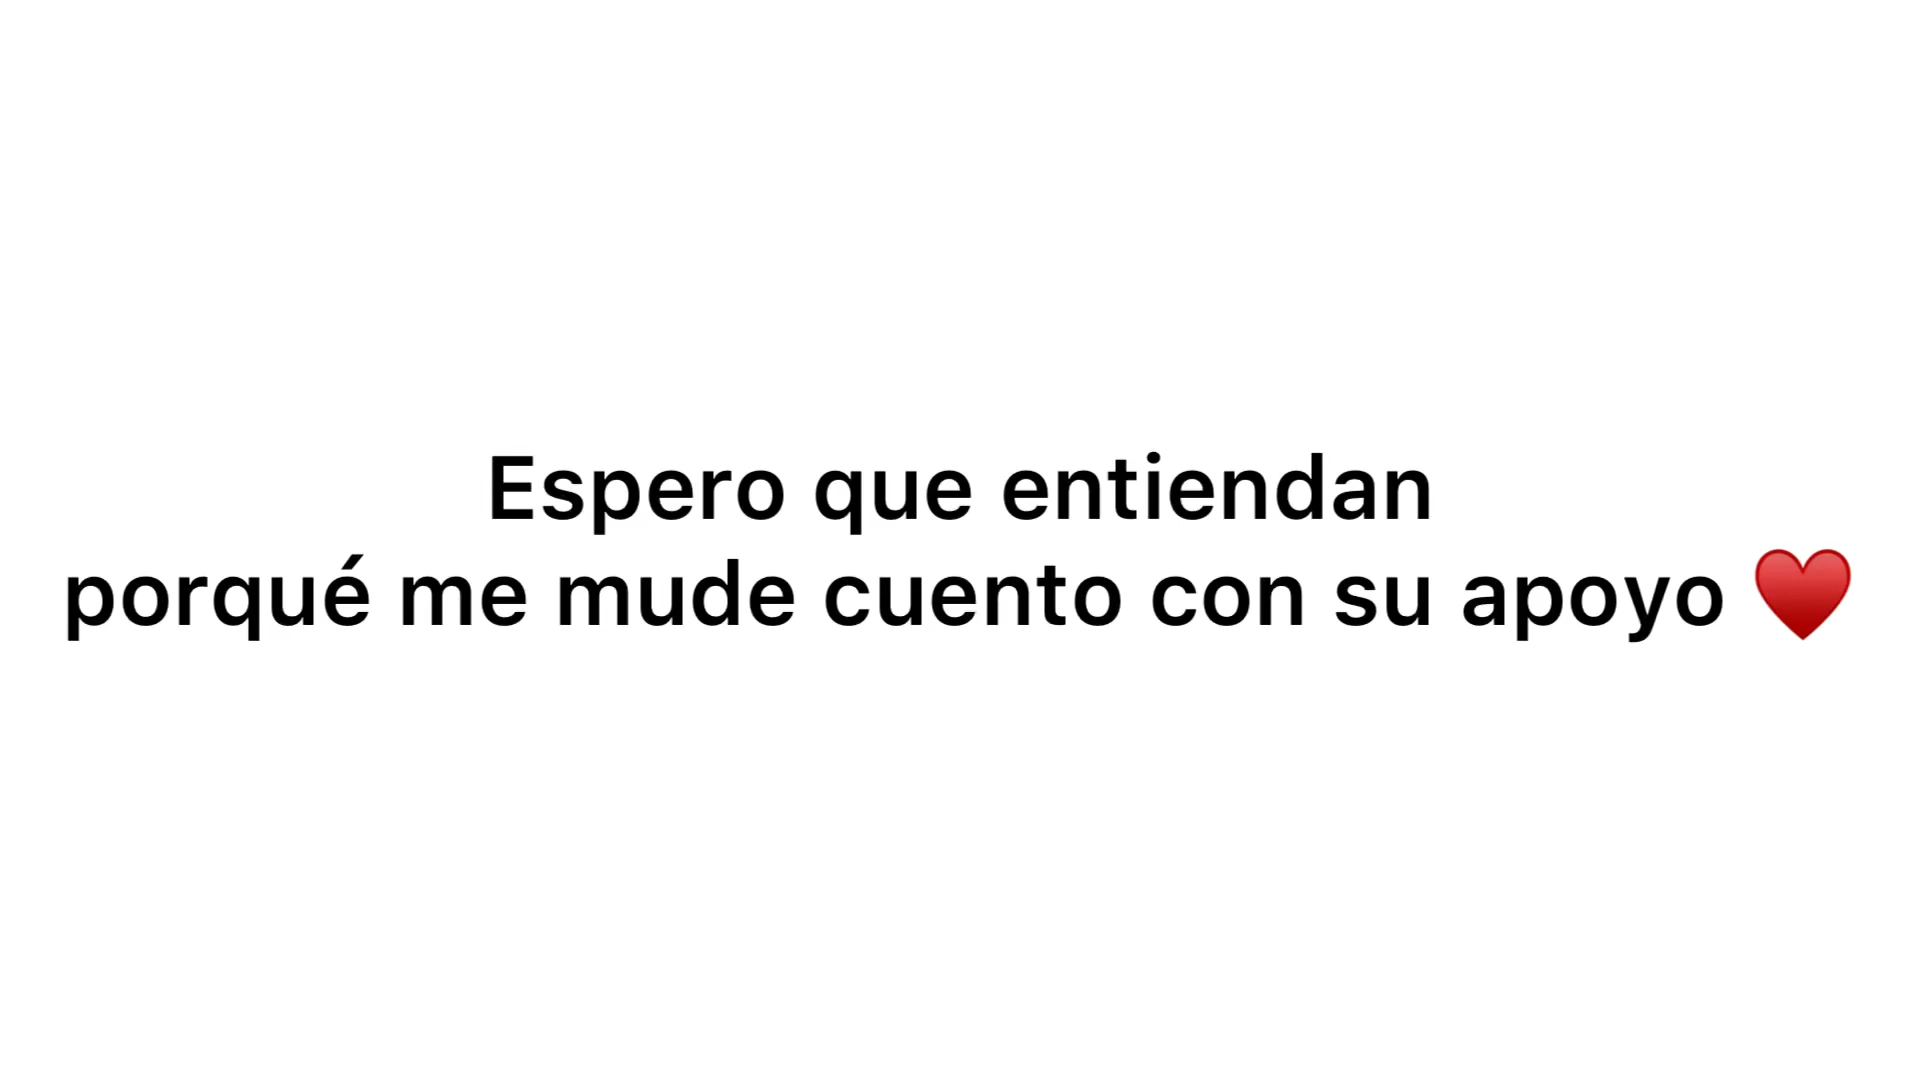 Espero que entiendan
porqué me mude cuento con su apoyo ♥️